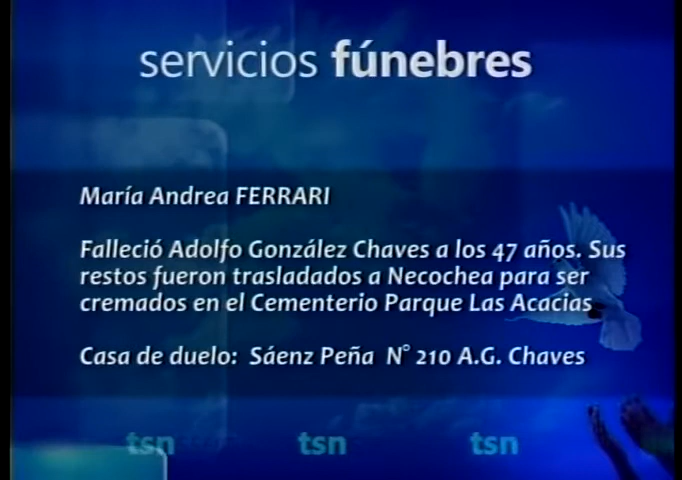 servicios fúnebres
María Andrea FERRARI
Falleció Adolfo González Chaves a los 47 años. Sus
restos fueron trasladados a Necochea para ser
cremados en el Cementerio Parque Las Acacias
Casa de duelo: Sáenz Peña N° 210 A.G. Chaves
tsn tsn tsn